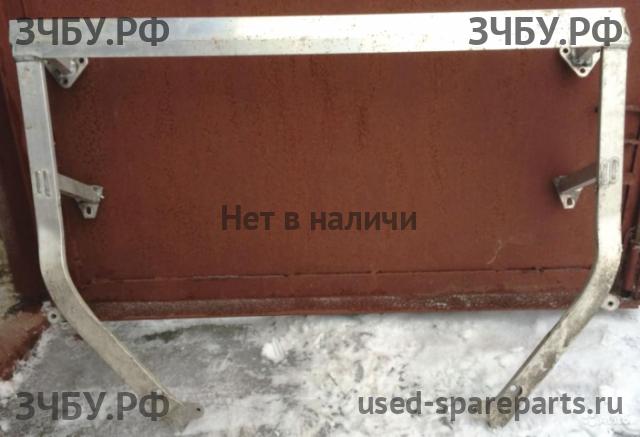 ЗЧБУ.РФ ЗЧБУ.РФ
Нет в наличи
ЗЧБУ.РФ used-spareparts.ru